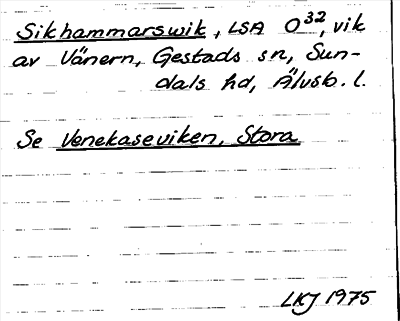 Sikhammarswik, LSA O³², vik
av Vänern, Gestads sn, Sun-
dals hd, Älvsb. l.
Se Venekaseviken, Stora
LKJ 1975